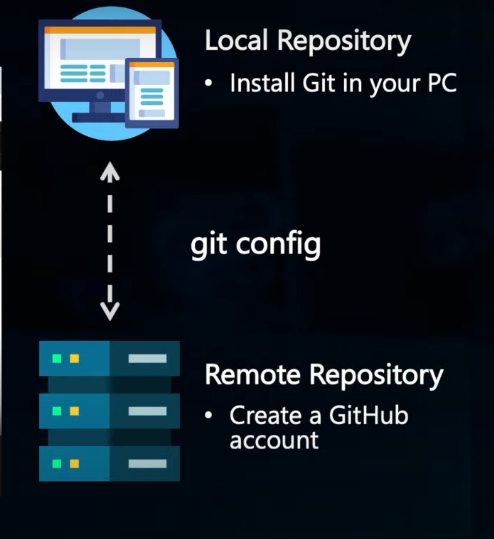 Local Repository
• Install Git in your PC
git config
Remote Repository
• Create a GitHub
account